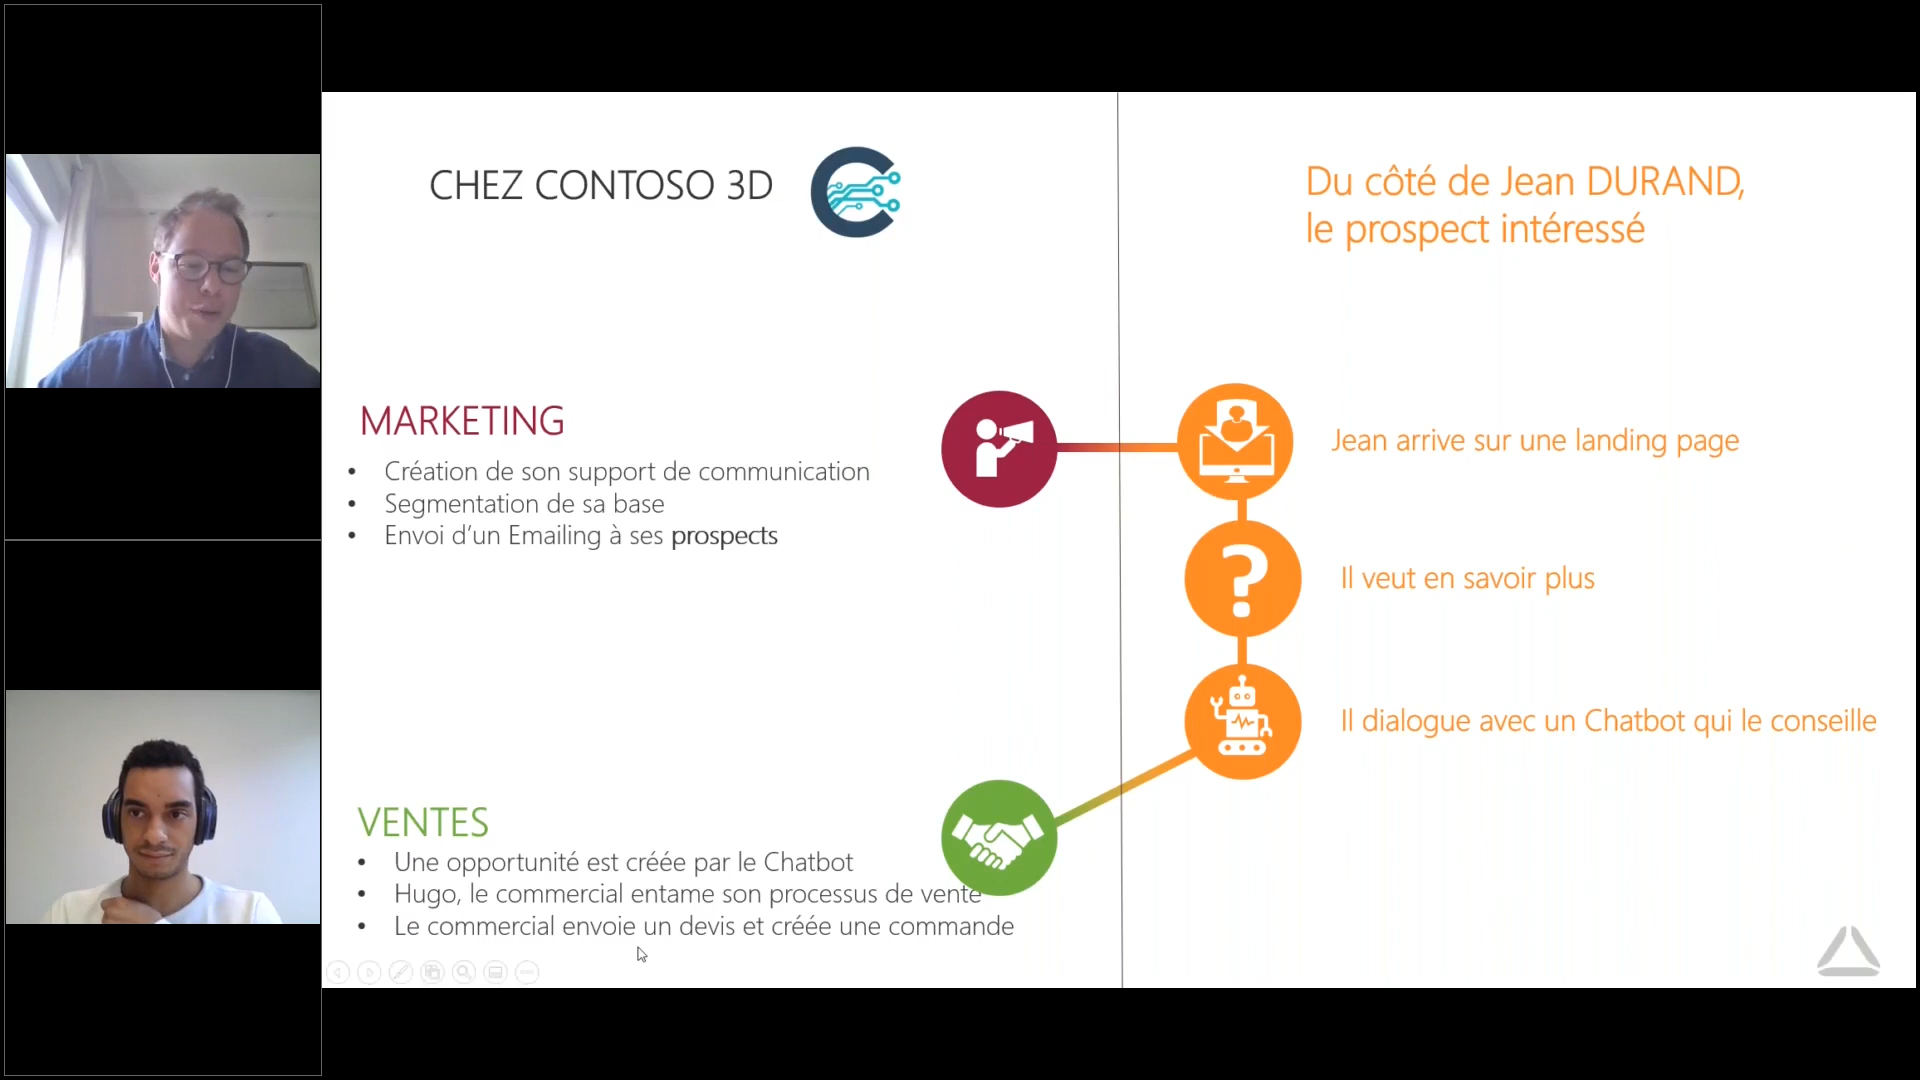 CHEZ CONTOSO 3D
Du côté de Jean DURAND,
le prospect intéressé
MARKETING
• Création de son support de communication
• Segmentation de sa base
• Envoi d’un Emailing à ses prospects
Jean arrive sur une landing page
?
Il veut en savoir plus
Il dialogue avec un Chatbot qui le conseille
VENTES
• Une opportunité est créée par le Chatbot
• Hugo, le commercial entame son processus de vente
• Le commercial envoie un devis et créée une commande